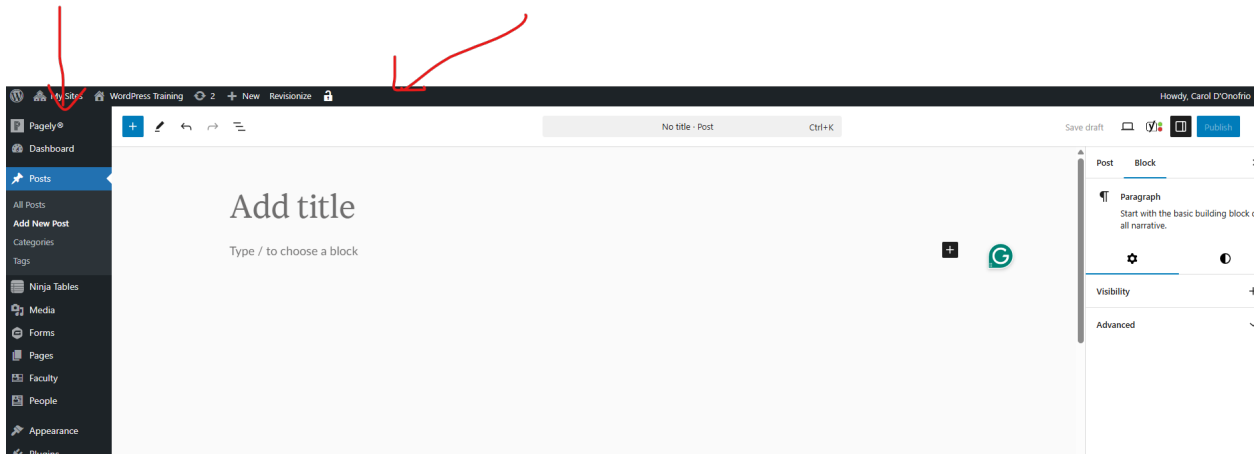 My Sites WordPress Training 2 New Revisionize Howdy, Carol D'Onofrio
Pagely®
No title · Post Ctrl+K
Save draft
Publish
Dashboard
Posts
All Posts
Add New Post
Categories
Tags
Ninja Tables
Media
Forms
Pages
Faculty
People
Appearance
Plugins
Add title
Type / to choose a block
Post Block
Paragraph
Start with the basic building block
all narrative.
Visibility
Advanced